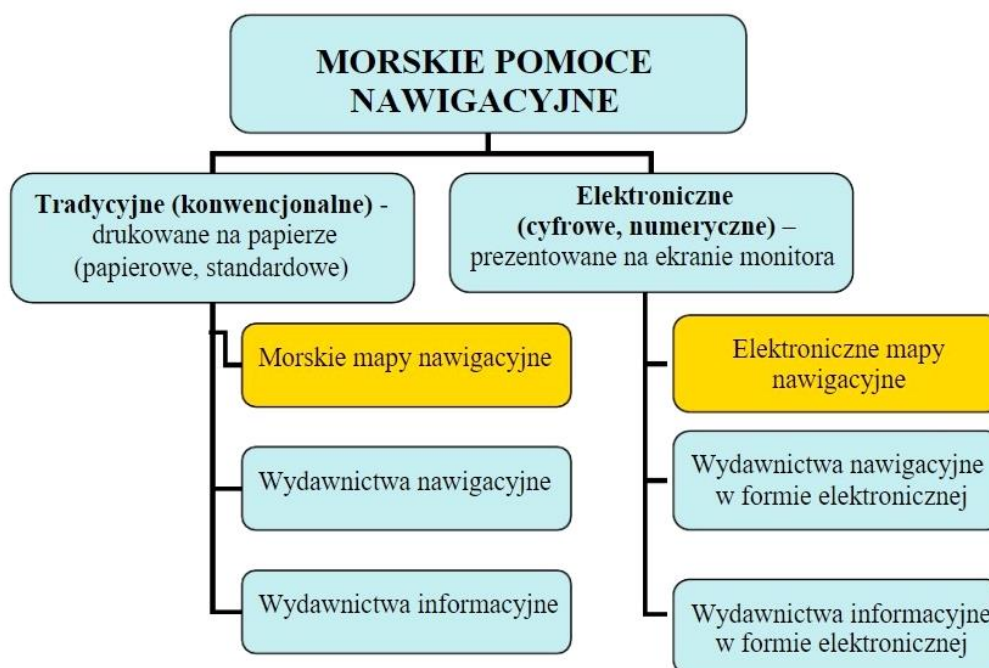 MORSKIE POMOCE
NAWIGACYJNE
Tradycyjne (konwencjonalne) -
drukowane na papierze
(papierowe, standardowe)
Morskie mapy nawigacyjne
Wydawnictwa nawigacyjne
Wydawnictwa informacyjne
Elektroniczne
(cyfrowe, numeryczne) –
prezentowane na ekranie monitora
Elektroniczne mapy
nawigacyjne
Wydawnictwa nawigacyjne
w formie elektronicznej
Wydawnictwa informacyjne
w formie elektronicznej